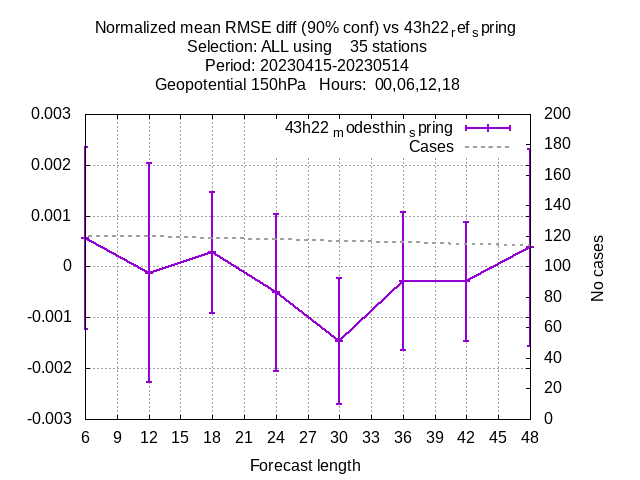 Normalized mean RMSE diff (90% conf) vs 43h22ref spring
Selection: ALL using 35 stations
Period: 20230415-20230514
Geopotential 150hPa Hours: 00,06,12,18
43h22modesthinspring
Cases
0.003
0.002
0.001
0
-0.001
-0.002
-0.003
200
180
160
140
120
100
80
60
40
20
0
No cases
6 9 12 15 18 21 24 27 30 33 36 39 42 45 48
Forecast length